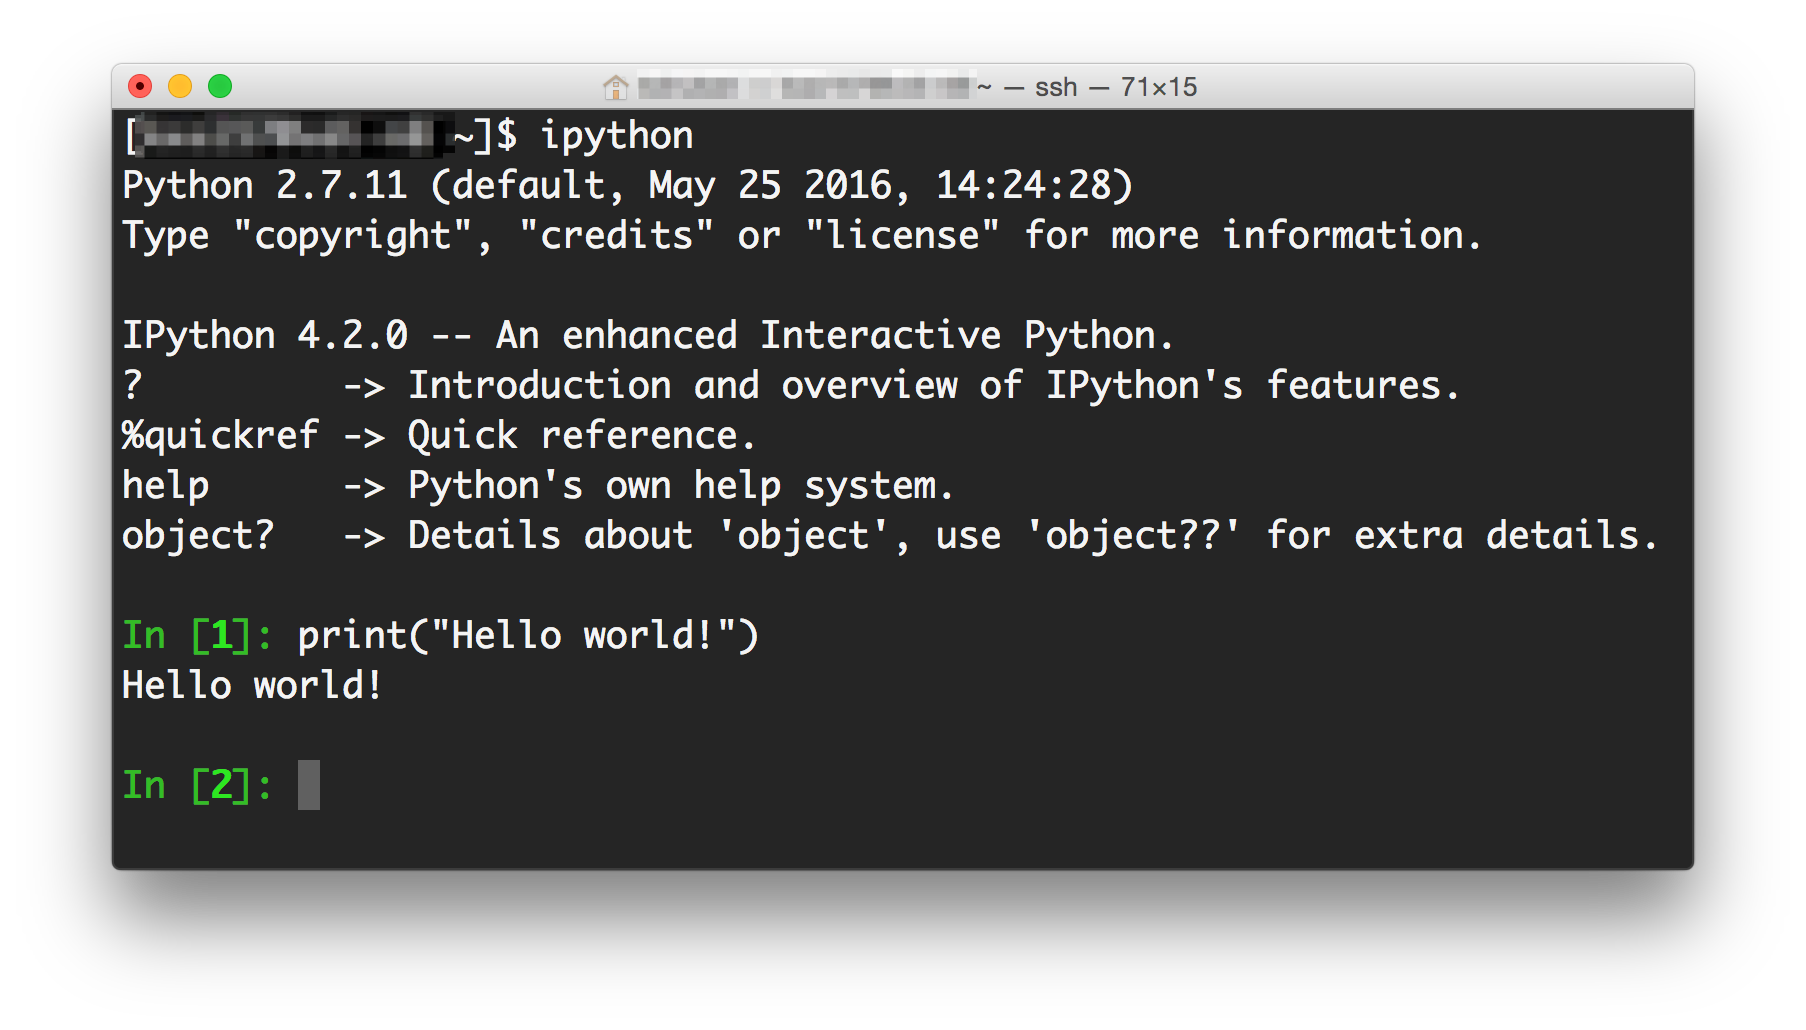 ~ — ssh — 71×15
[ ~]$ ipython
Python 2.7.11 (default, May 25 2016, 14:24:28)
Type "copyright", "credits" or "license" for more information.
IPython 4.2.0 -- An enhanced Interactive Python.
?         -> Introduction and overview of IPython's features.
%quickref -> Quick reference.
help      -> Python's own help system.
object?   -> Details about 'object', use 'object??' for extra details.
In [1]: print("Hello world!")
Hello world!
In [2]: